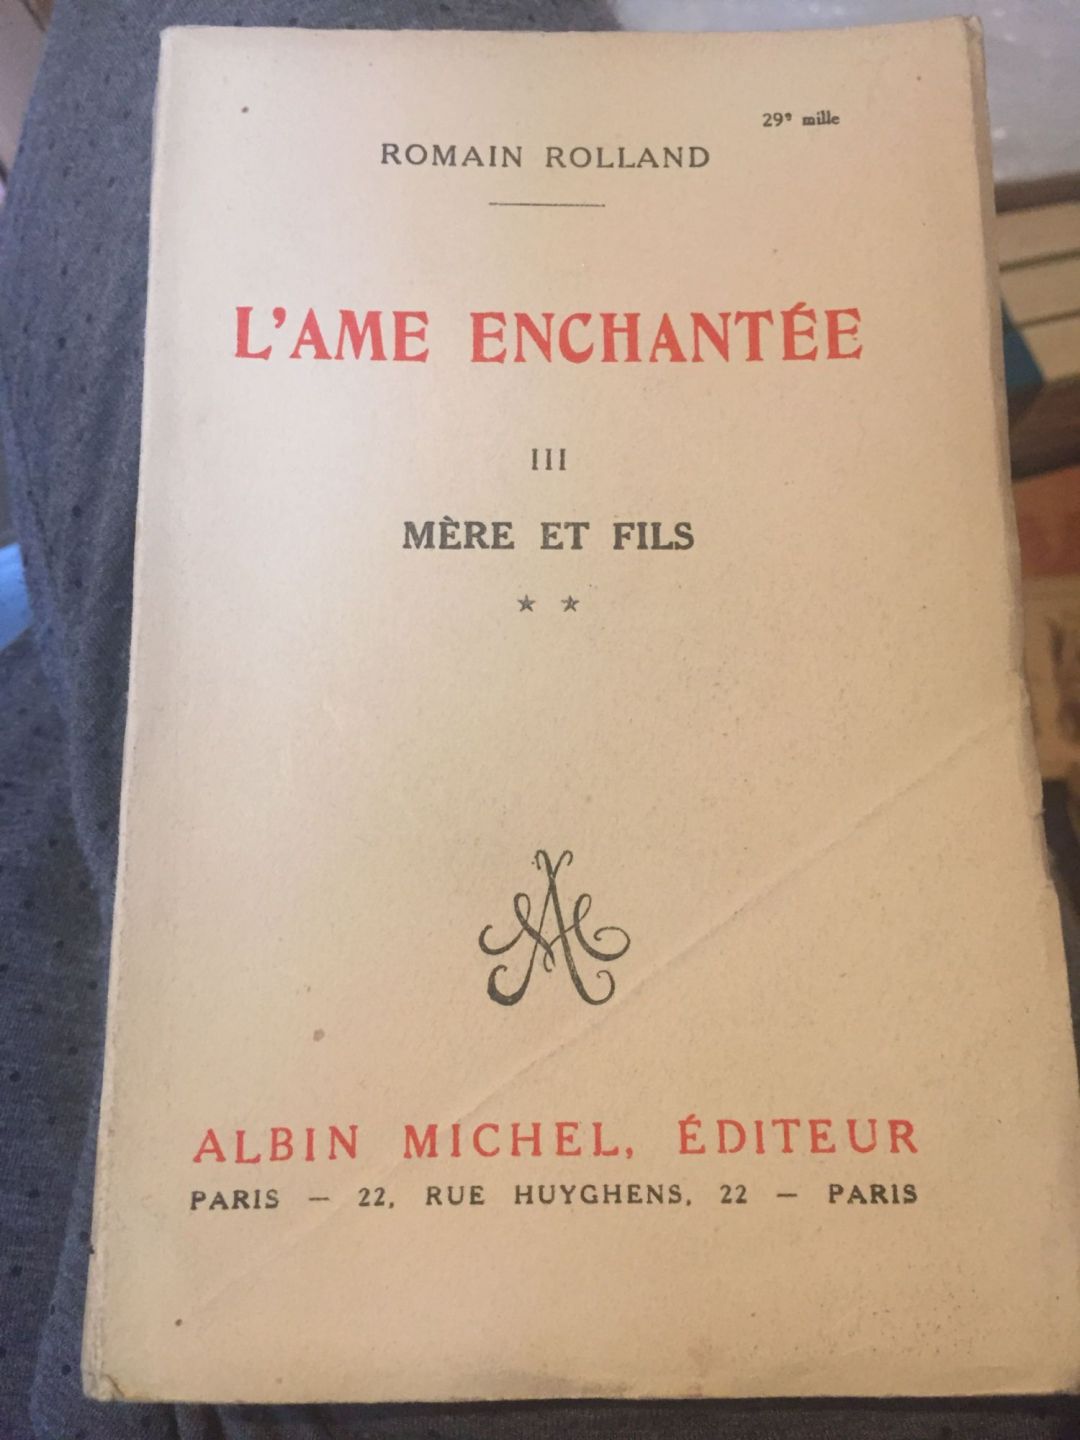 29e mille
ROMAIN ROLLAND
L'AME ENCHANTÉE
III
MÈRE ET FILS
★ ★
AM
ALBIN MICHEL, ÉDITEUR
PARIS — 22, RUE HUYGHENS, 22 — PARIS